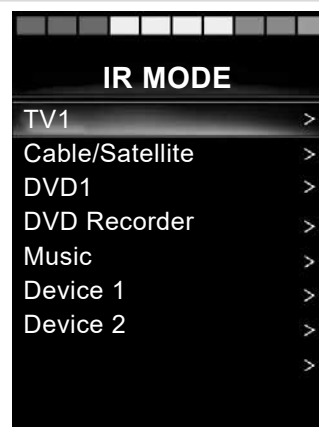 IR MODE
TV1 >
Cable/Satellite >
DVD1 >
DVD Recorder >
Music >
Device 1 >
Device 2 >
>